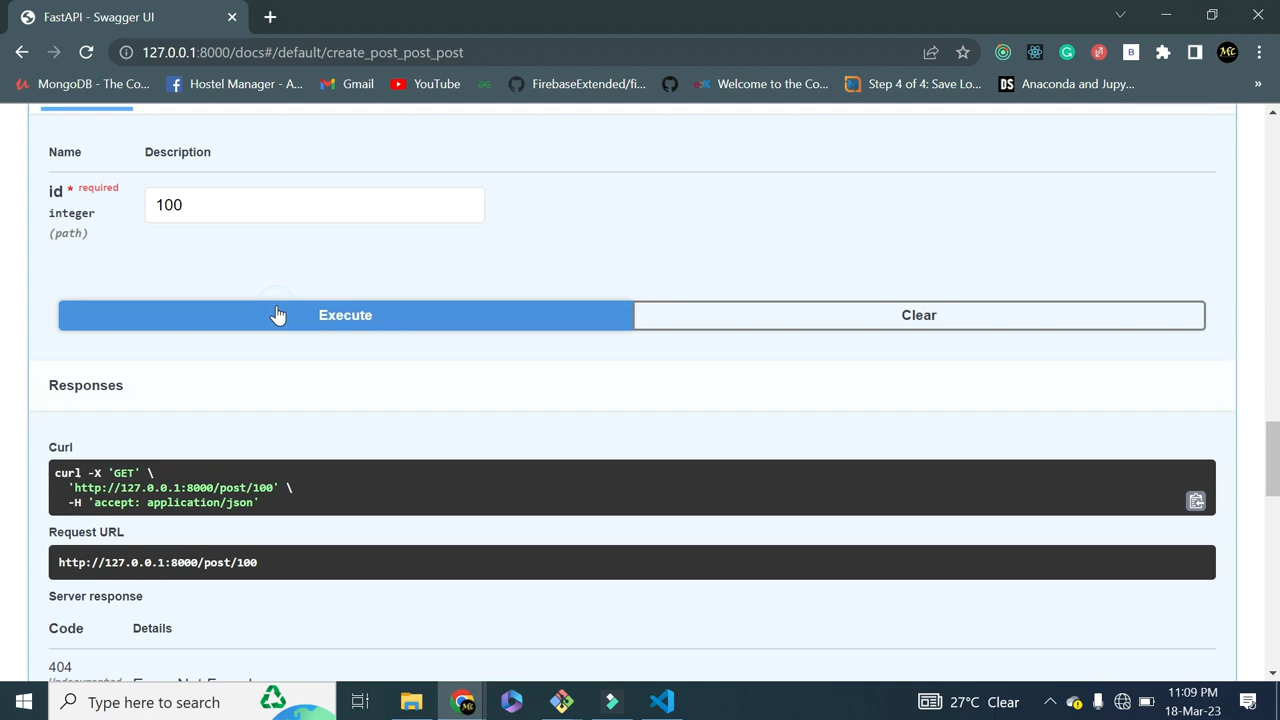 FastAPI - Swagger UI
127.0.0.1:8000/docs#/default/create_post_post_post
MongoDB - The Co...
Hostel Manager - A...
Gmail
YouTube
FirebaseExtended/fi...
Welcome to the Co...
Step 4 of 4: Save Lo...
DS
Anaconda and Jupy...
»
Name
Description
id * required
100
integer
(path)
Execute
Clear
Responses
Curl
curl -X 'GET' \
'http://127.0.0.1:8000/post/100' \
-H 'accept: application/json'
Request URL
http://127.0.0.1:8000/post/100
Server response
Code
Details
404
Type here to search
27°C Clear
11:09 PM
18-Mar-23